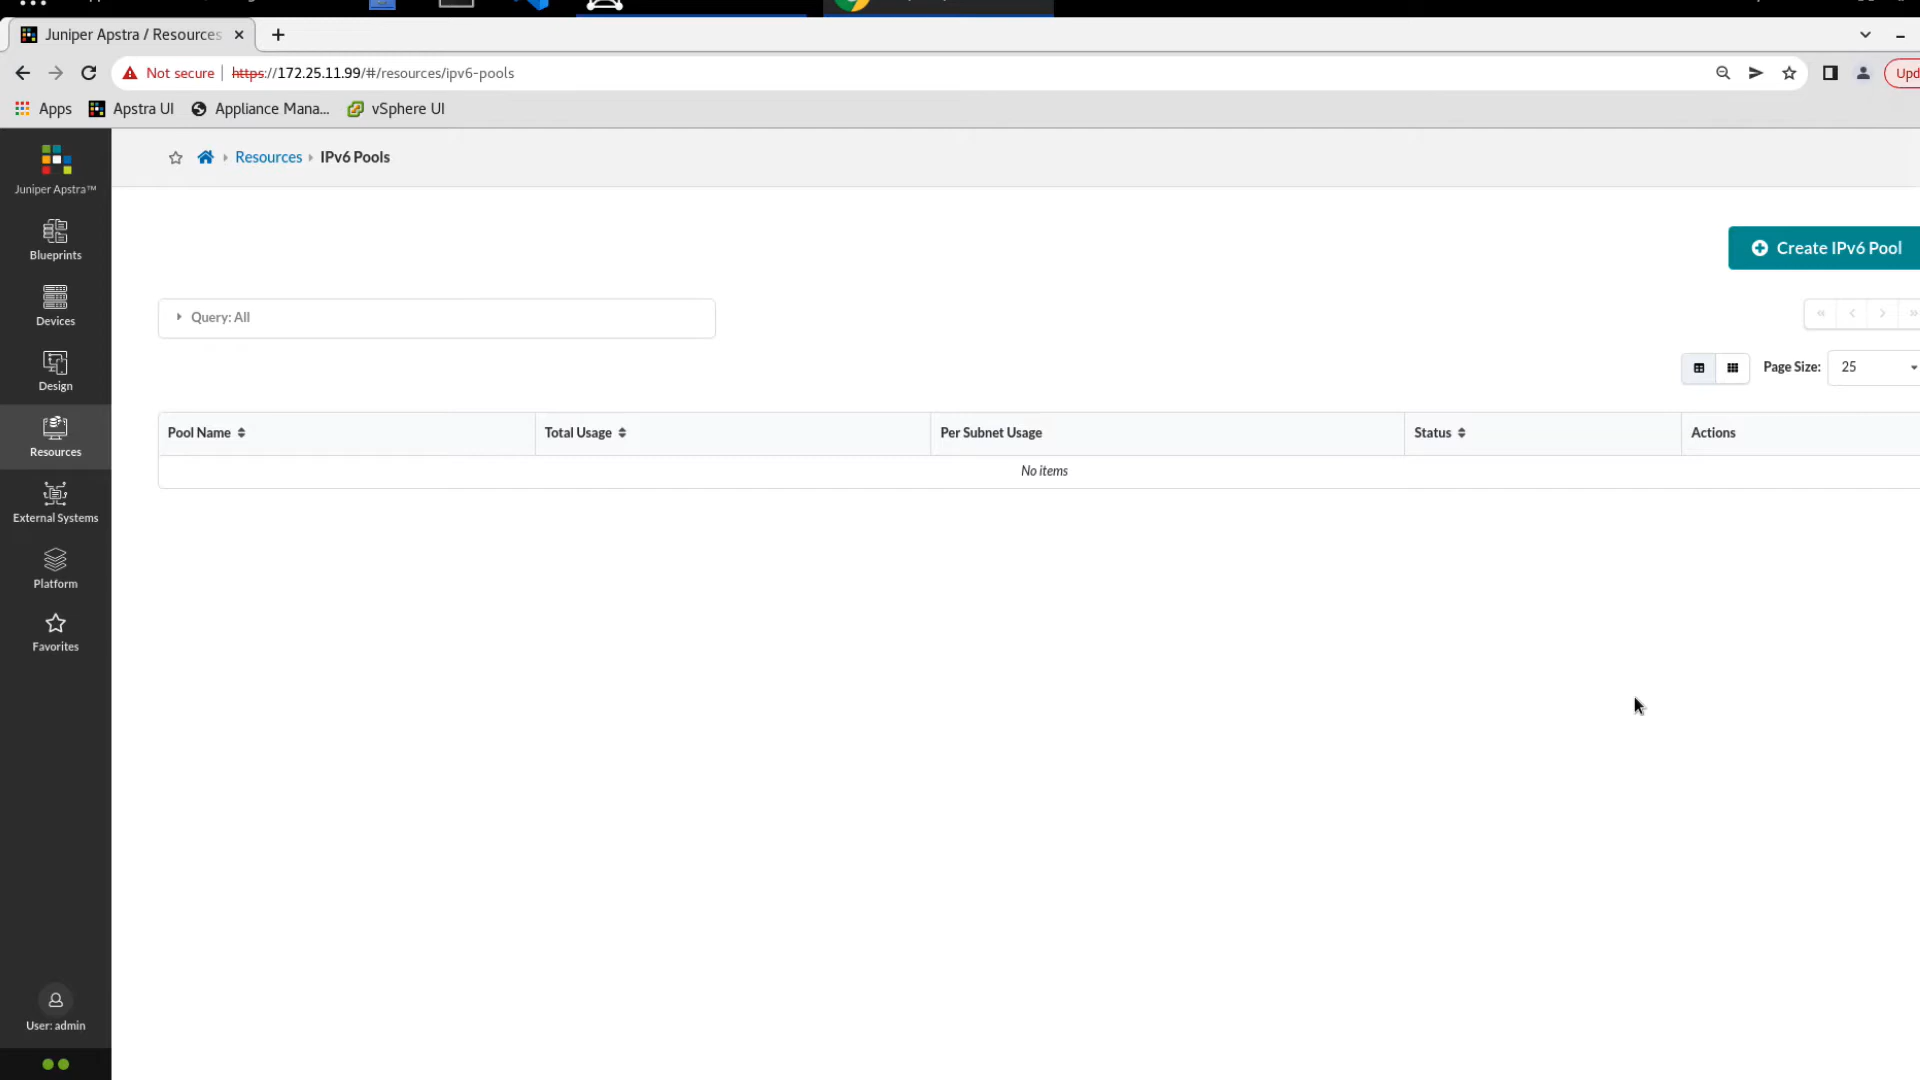 Juniper Apstra / Resources
Not secure
https://172.25.11.99/#/resources/ipv6-pools
Apps
Apstra UI
Appliance Mana...
vSphere UI
Juniper Apstra™
Resources
IPv6 Pools
Blueprints
Create IPv6 Pool
Devices
Query: All
Design
Page Size:
25
Resources
Pool Name
Total Usage
Per Subnet Usage
Status
Actions
No items
External Systems
Platform
Favorites
User: admin